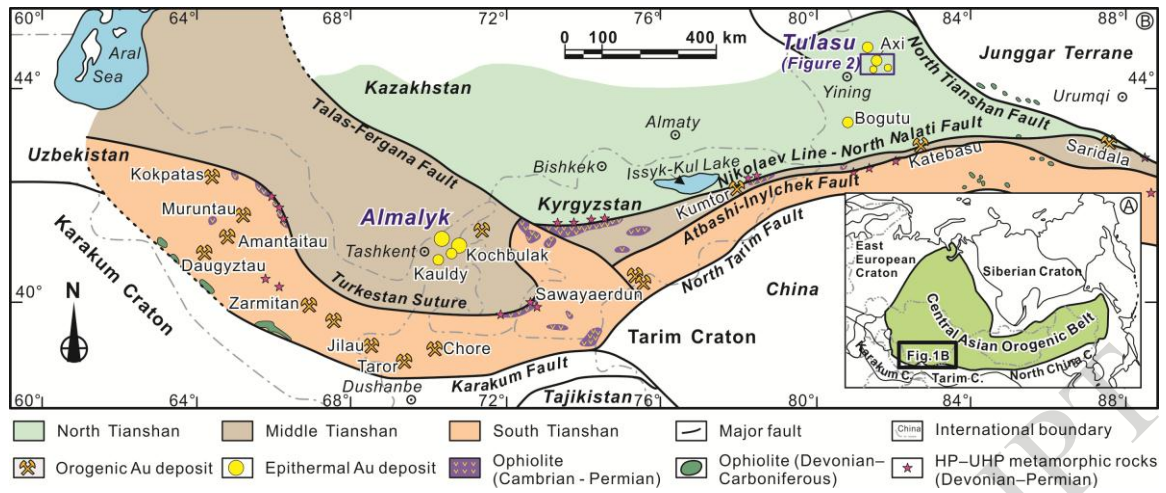 60° 64° 68° 72° 76° 80° 84° 88° B
Aral
Sea
44°
Kazakhstan
0 100 200 400 km
Tulasu
(Figure 2)
Axi
Yining
North Tianshan Fault
Junggar Terrane
44°
Urumqi
Talas-Fergana Fault
Almaty
Bogutu
Bishkek
Issyk-Kul Lake
Nikolaev Line - North Nalati Fault
Katebasu
Saridala
Uzbekistan
Kokpatas
Muruntau
Amantaitau
Daugyztau
Zarmitan
Almalyk
Tashkent
Kochbulak
Kauldy
Kyrgyzstan
Kumtor
Atbashi-Inylchek Fault
North Tarim Fault
Turkestan Suture
Sawayaerdun
Karakum Craton
40°
N
Jilau
Taror
Chore
Dushanbe
Karakum Fault
Tajikistan
Tarim Craton
China
A
East
European
Craton
Siberian Craton
Central Asian Orogenic Belt
Fig.1B
Karakum C.
Tarim C.
North China C.
40°
60° 64° 68° 72° 76° 80° 84° 88°
North Tianshan
Middle Tianshan
South Tianshan
Major fault
China
International boundary
Orogenic Au deposit
Epithermal Au deposit
Ophiolite
(Cambrian - Permian)
Ophiolite (Devonian–
Carboniferous)
HP–UHP metamorphic rocks
(Devonian–Permian)